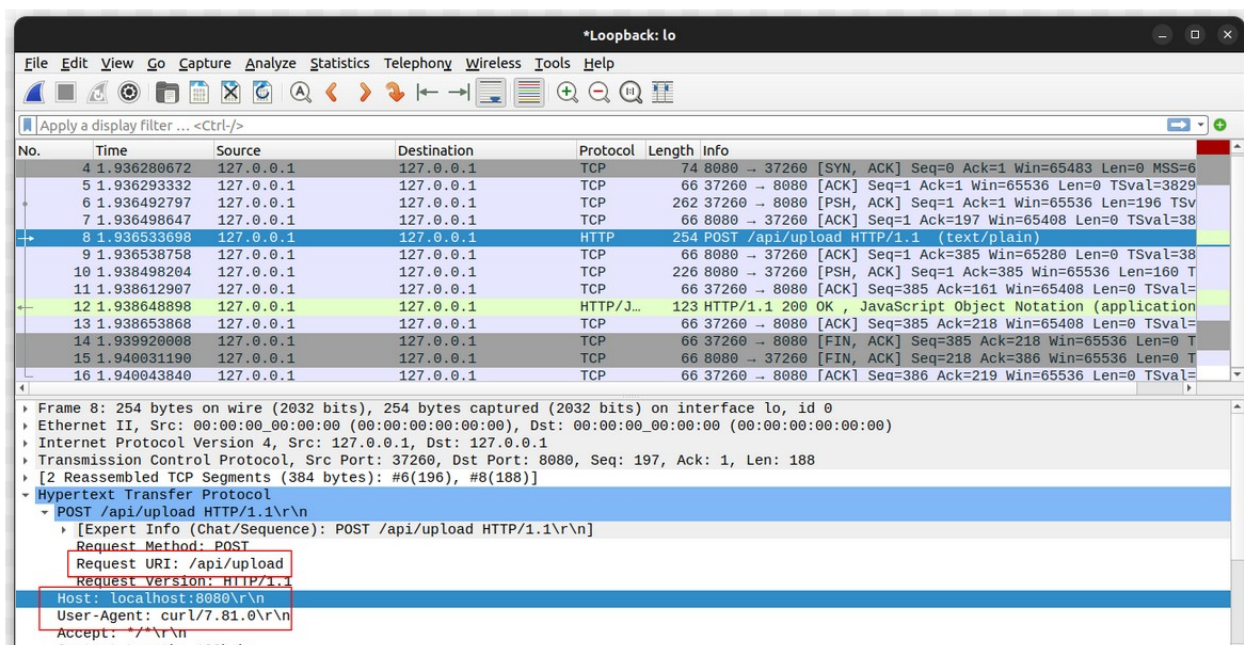 *Loopback: lo
File Edit View Go Capture Analyze Statistics Telephony Wireless Tools Help
Apply a display filter ... <Ctrl-/>
No. Time Source Destination Protocol Length Info
4 1.936280672 127.0.0.1 127.0.0.1 TCP 74 8080 → 37260 [SYN, ACK] Seq=0 Ack=1 Win=65483 Len=0 MSS=6
5 1.936293332 127.0.0.1 127.0.0.1 TCP 66 37260 → 8080 [ACK] Seq=1 Ack=1 Win=65536 Len=0 TSval=3829
6 1.936492797 127.0.0.1 127.0.0.1 TCP 262 37260 → 8080 [PSH, ACK] Seq=1 Ack=1 Win=65536 Len=196 TSv
7 1.936498647 127.0.0.1 127.0.0.1 TCP 66 8080 → 37260 [ACK] Seq=1 Ack=197 Win=65408 Len=0 TSval=38
8 1.936533698 127.0.0.1 127.0.0.1 HTTP 254 POST /api/upload HTTP/1.1 (text/plain)
9 1.936538758 127.0.0.1 127.0.0.1 TCP 66 8080 → 37260 [ACK] Seq=1 Ack=385 Win=65280 Len=0 TSval=38
10 1.938498204 127.0.0.1 127.0.0.1 TCP 226 8080 → 37260 [PSH, ACK] Seq=1 Ack=385 Win=65536 Len=160 T
11 1.938612907 127.0.0.1 127.0.0.1 TCP 66 37260 → 8080 [ACK] Seq=385 Ack=161 Win=65408 Len=0 TSval=
12 1.938648898 127.0.0.1 127.0.0.1 HTTP/J… 123 HTTP/1.1 200 OK , JavaScript Object Notation (application
13 1.938653868 127.0.0.1 127.0.0.1 TCP 66 37260 → 8080 [ACK] Seq=385 Ack=218 Win=65408 Len=0 TSval=
14 1.939920008 127.0.0.1 127.0.0.1 TCP 66 37260 → 8080 [FIN, ACK] Seq=385 Ack=218 Win=65536 Len=0 T
15 1.940031190 127.0.0.1 127.0.0.1 TCP 66 8080 → 37260 [FIN, ACK] Seq=218 Ack=386 Win=65536 Len=0 T
16 1.940043840 127.0.0.1 127.0.0.1 TCP 66 37260 → 8080 [ACK] Seq=386 Ack=219 Win=65536 Len=0 TSval=
Frame 8: 254 bytes on wire (2032 bits), 254 bytes captured (2032 bits) on interface lo, id 0
Ethernet II, Src: 00:00:00_00:00:00 (00:00:00:00:00:00), Dst: 00:00:00_00:00:00 (00:00:00:00:00:00)
Internet Protocol Version 4, Src: 127.0.0.1, Dst: 127.0.0.1
Transmission Control Protocol, Src Port: 37260, Dst Port: 8080, Seq: 197, Ack: 1, Len: 188
[2 Reassembled TCP Segments (384 bytes): #6(196), #8(188)]
Hypertext Transfer Protocol
POST /api/upload HTTP/1.1\r\n
[Expert Info (Chat/Sequence): POST /api/upload HTTP/1.1\r\n]
Request Method: POST
Request URI: /api/upload
Request Version: HTTP/1.1
Host: localhost:8080\r\n
User-Agent: curl/7.81.0\r\n
Accept: */*\r\n